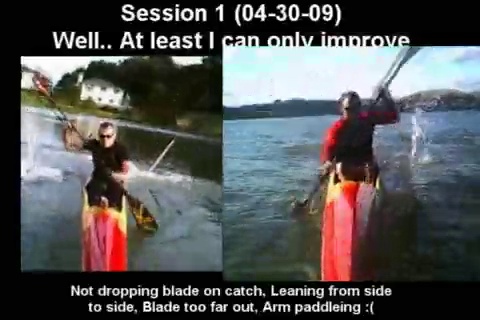 Session 1 (04-30-09)
Well.. At least I can only improve
Not dropping blade on catch, Leaning from side
to side, Blade too far out, Arm paddleing :(